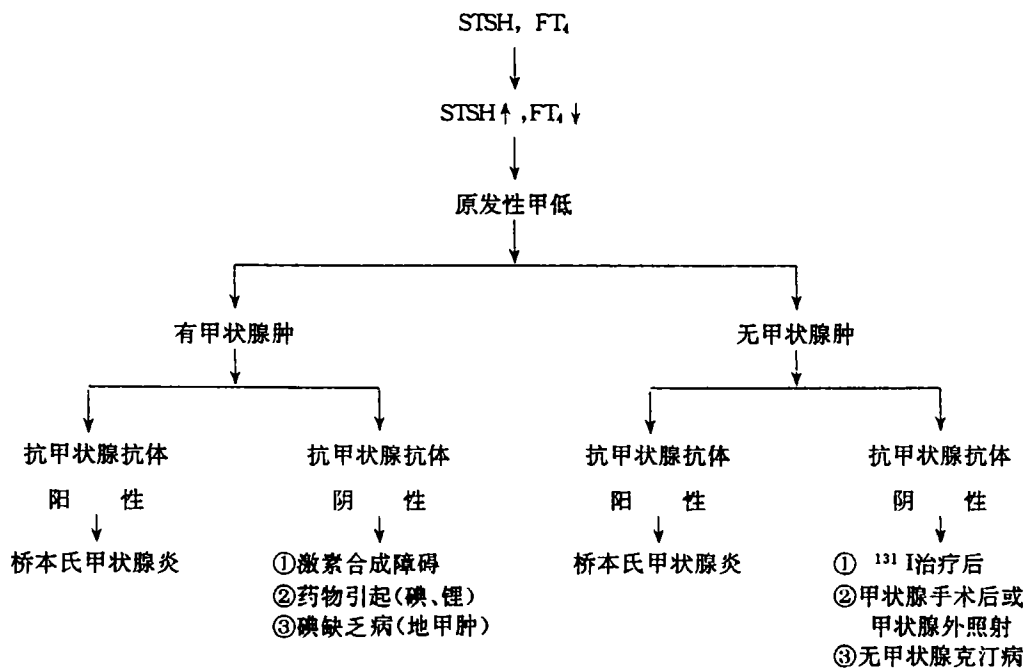 STSH, FT₄
STSH↑,FT₄↓
原发性甲低
有甲状腺肿
无甲状腺肿
抗甲状腺抗体
阳 性
抗甲状腺抗体
阴 性
抗甲状腺抗体
阳 性
抗甲状腺抗体
阴 性
桥本氏甲状腺炎
①激素合成障碍
②药物引起(碘、锂)
③碘缺乏病(地甲肿)
桥本氏甲状腺炎
① ¹³¹I治疗后
②甲状腺手术后或
甲状腺外照射
③无甲状腺克汀病